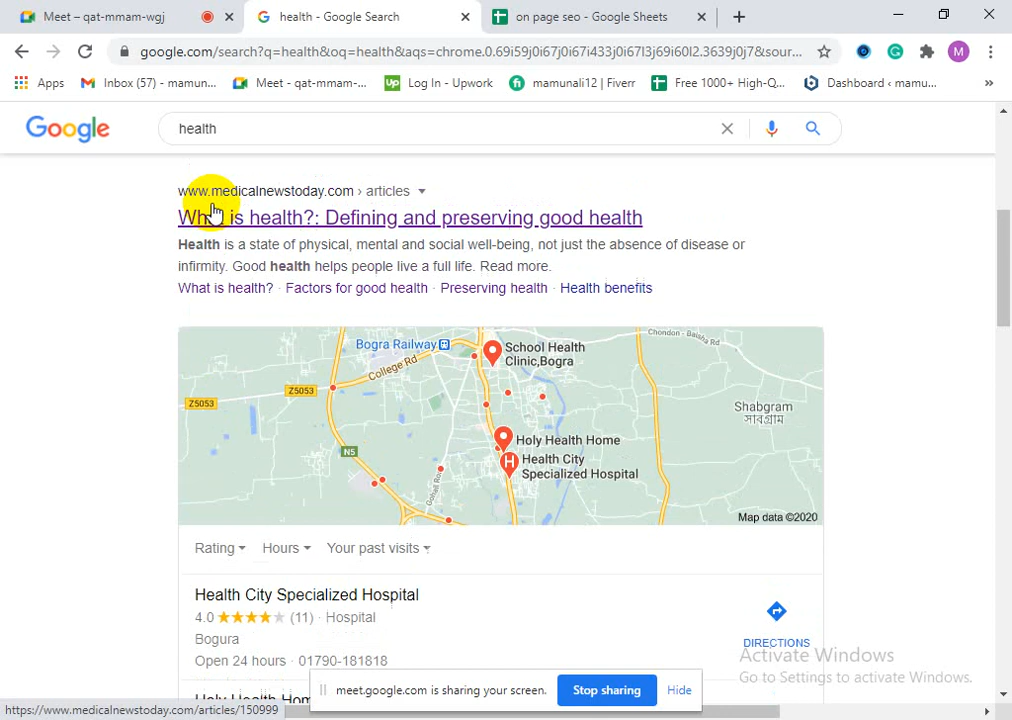 Meet – qat-mmam-wgj
health - Google Search
on page seo - Google Sheets
google.com/search?q=health&oq=health&aqs=chrome.0.69i59j0i67j0i67i433j0i67l3j69i60l2.3639j0j7&sour...
M
Apps
Inbox (57) - mamun...
Meet - qat-mmam-...
Up Log In - Upwork
fi mamunali12 | Fiverr
Free 1000+ High-Q...
Dashboard ‹ mamu...
»
Google
health
www.medicalnewstoday.com › articles
What is health?: Defining and preserving good health
Health is a state of physical, mental and social well-being, not just the absence of disease or
infirmity. Good health helps people live a full life. Read more.
What is health? · Factors for good health · Preserving health · Health benefits
Chondon - Baisha Rd
Bogra Railway
School Health
Clinic,Bogra
College Rd
Z5053
Z5053
Shabgram
সাবগ্রাম
Holy Health Home
N5
H Health City
Specialized Hospital
Gohail Rd
Map data ©2020
Rating
Hours
Your past visits
Health City Specialized Hospital
4.0 ★★★★★ (11) · Hospital
Bogura
Open 24 hours · 01790-181818
DIRECTIONS
Activate Windows
Go to Settings to activate Windows.
Holy Health Hom
meet.google.com is sharing your screen.
Stop sharing
Hide
https://www.medicalnewstoday.com/articles/150999